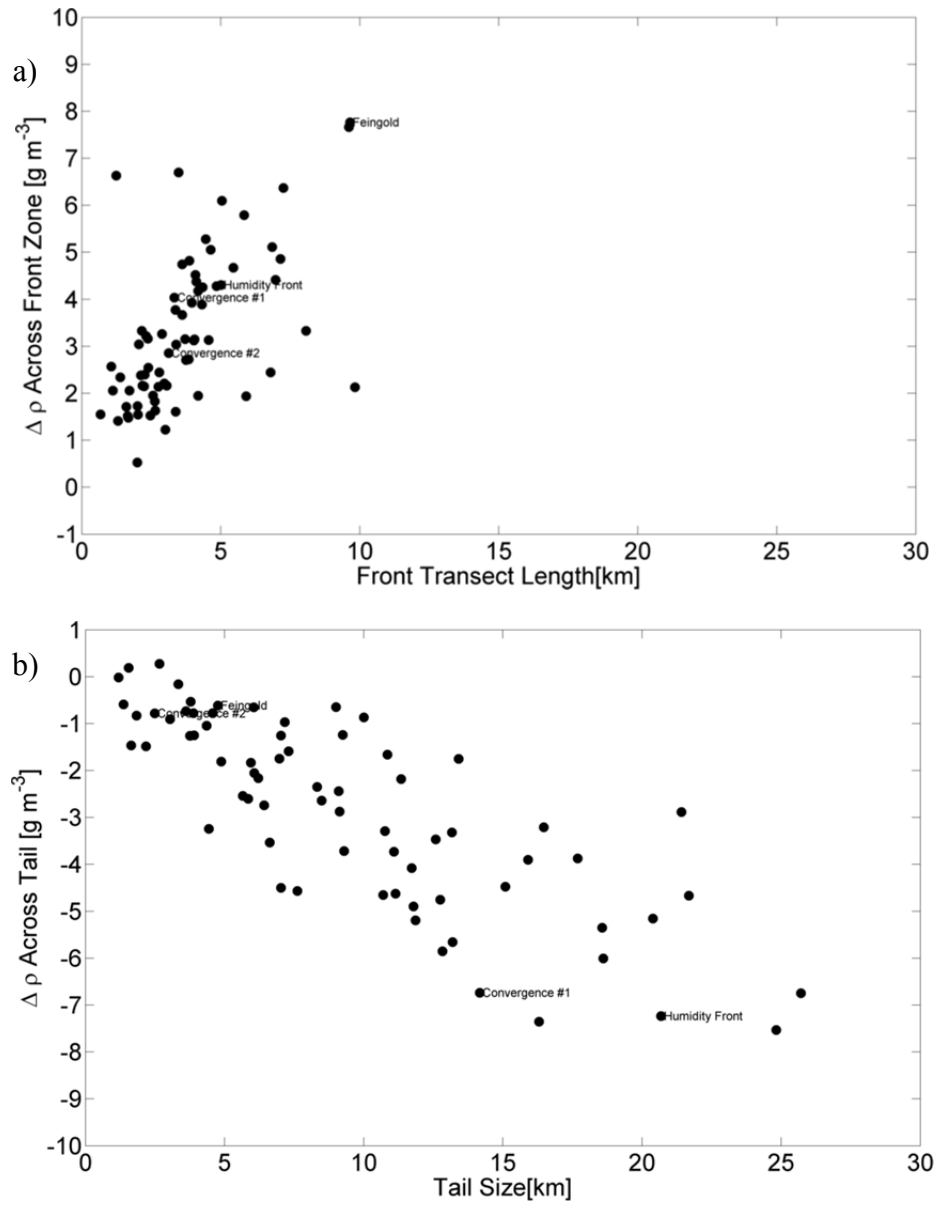 a)
Δ ρ Across Front Zone [g m⁻³]
10
9
8
7
6
5
4
3
2
1
0
-1
Feingold
Humidity Front
Convergence #1
Convergence #2
0 5 10 15 20 25 30
Front Transect Length[km]
b)
Δ ρ Across Tail [g m⁻³]
1
0
-1
-2
-3
-4
-5
-6
-7
-8
-9
-10
Feingold
Convergence #2
Convergence #1
Humidity Front
0 5 10 15 20 25 30
Tail Size[km]